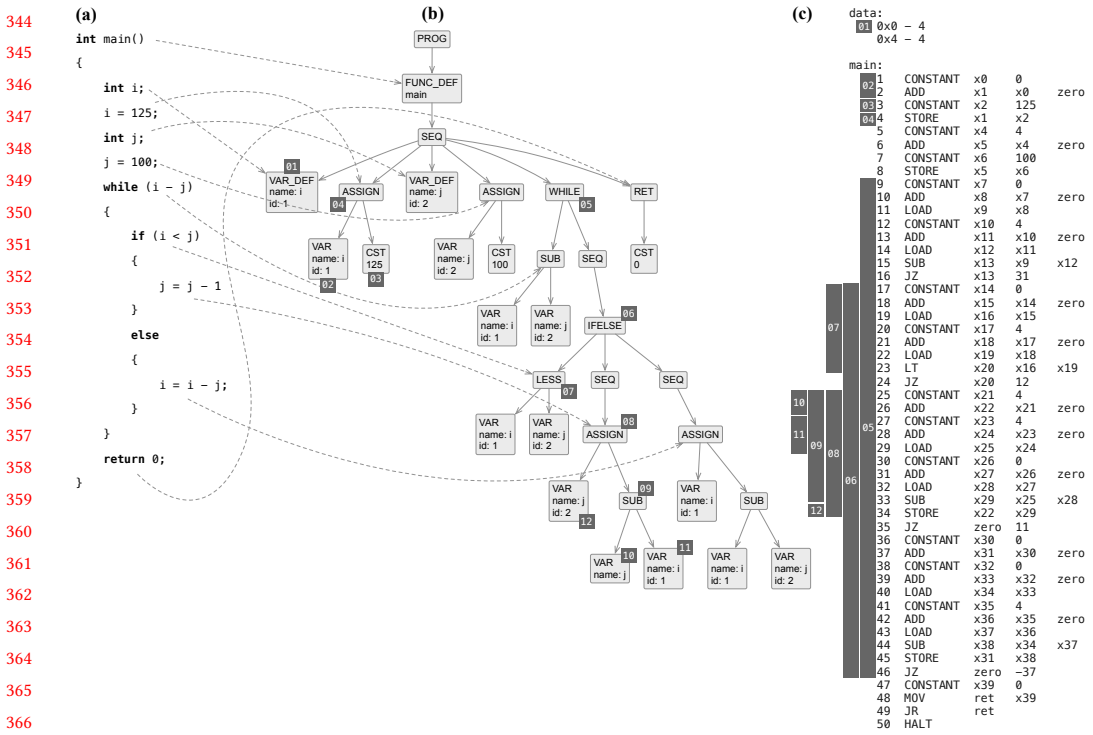 344
345
346
347
348
349
350
351
352
353
354
355
356
357
358
359
360
361
362
363
364
365
366
(a)
int main()
{
int i;
i = 125;
int j;
j = 100;
while (i - j)
{
if (i < j)
{
j = j - 1
}
else
{
i = i - j;
}
}
return 0;
}
(b)
PROG
FUNC_DEF
main
SEQ
01
VAR_DEF
name: i
id: 1
ASSIGN
04
VAR_DEF
name: j
id: 2
ASSIGN
WHILE
05
RET
VAR
name: i
id: 1
02
CST
125
03
VAR
name: j
id: 2
CST
100
SUB
SEQ
CST
0
VAR
name: i
id: 1
VAR
name: j
id: 2
06
IFELSE
LESS
07
SEQ
SEQ
VAR
name: i
id: 1
VAR
name: j
id: 2
08
ASSIGN
ASSIGN
VAR
name: j
id: 2
12
09
SUB
VAR
name: i
id: 1
SUB
VAR
name: j
10
VAR
name: i
id: 1
11
VAR
name: i
id: 1
VAR
name: j
id: 2
(c)
data:
01 0x0 – 4
0x4 – 4
main:
1 CONSTANT x0 0
2 ADD x1 x0 zero
3 CONSTANT x2 125
4 STORE x1 x2
5 CONSTANT x4 4
6 ADD x5 x4 zero
7 CONSTANT x6 100
8 STORE x5 x6
9 CONSTANT x7 0
10 ADD x8 x7 zero
11 LOAD x9 x8
12 CONSTANT x10 4
13 ADD x11 x10 zero
14 LOAD x12 x11
15 SUB x13 x9 x12
16 JZ x13 31
17 CONSTANT x14 0
18 ADD x15 x14 zero
19 LOAD x16 x15
20 CONSTANT x17 4
21 ADD x18 x17 zero
22 LOAD x19 x18
23 LT x20 x16 x19
24 JZ x20 12
25 CONSTANT x21 4
26 ADD x22 x21 zero
27 CONSTANT x23 4
28 ADD x24 x23 zero
29 LOAD x25 x24
30 CONSTANT x26 0
31 ADD x27 x26 zero
32 LOAD x28 x27
33 SUB x29 x25 x28
34 STORE x22 x29
35 JZ zero 11
36 CONSTANT x30 0
37 ADD x31 x30 zero
38 CONSTANT x32 0
39 ADD x33 x32 zero
40 LOAD x34 x33
41 CONSTANT x35 4
42 ADD x36 x35 zero
43 LOAD x37 x36
44 SUB x38 x34 x37
45 STORE x31 x38
46 JZ zero –37
47 CONSTANT x39 0
48 MOV ret x39
49 JR ret
50 HALT
02
03
04
07
10
11
09
08
12
06
05